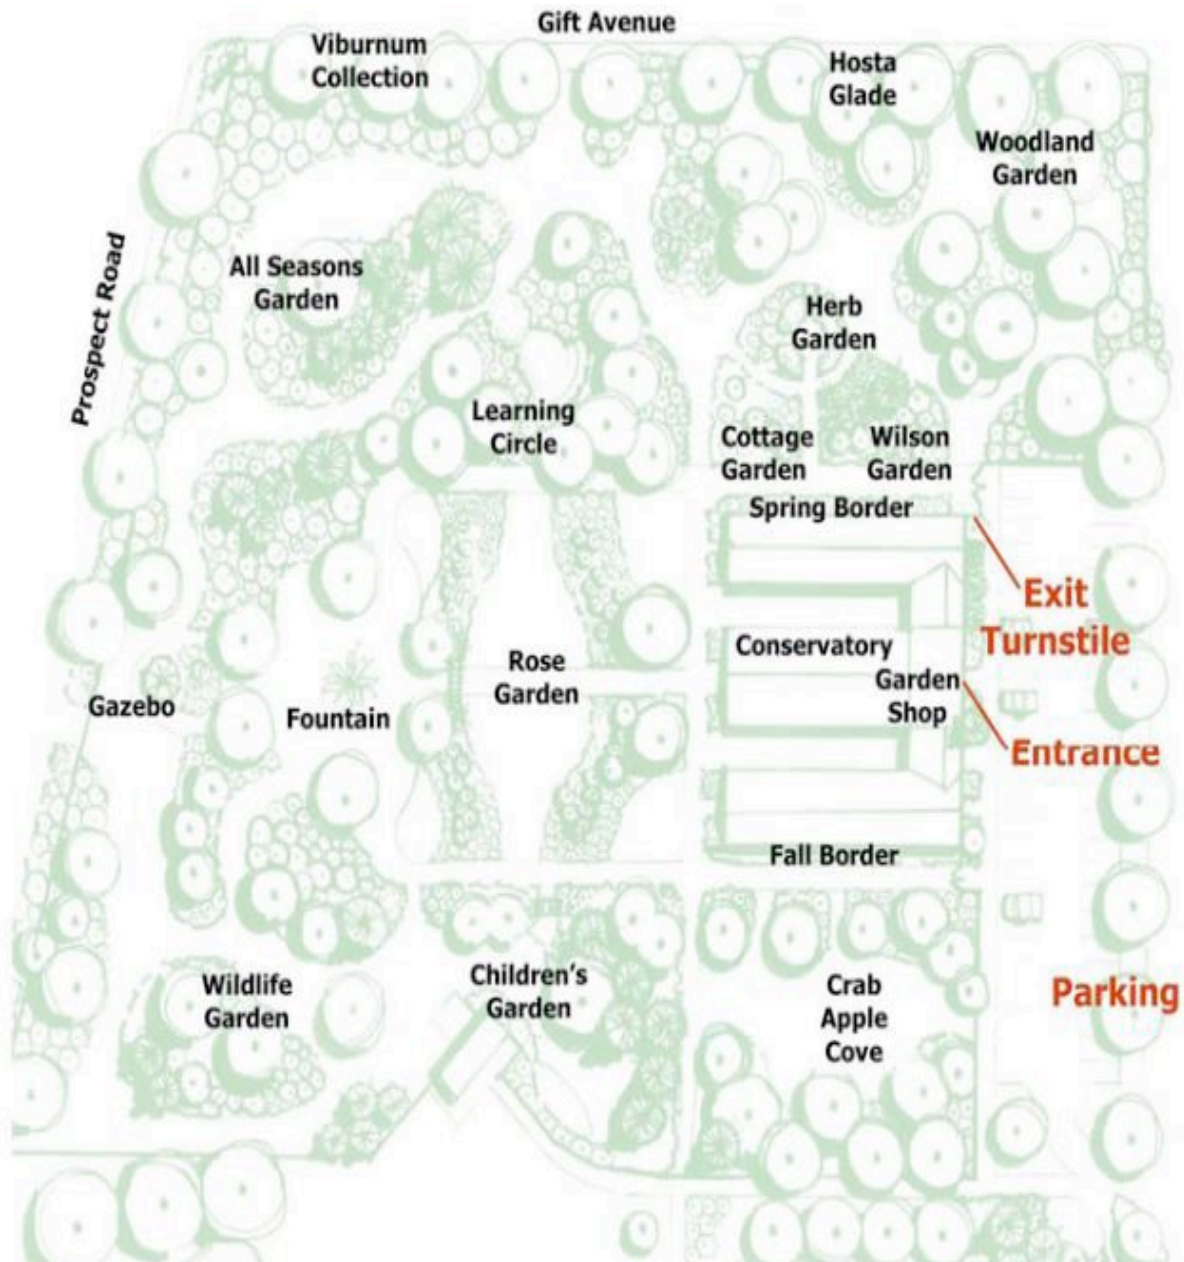 Gift Avenue
Viburnum
Collection
Hosta
Glade
Woodland
Garden
Prospect Road
All Seasons
Garden
Herb
Garden
Learning
Circle
Cottage
Garden
Wilson
Garden
Spring Border
Exit
Turnstile
Conservatory
Garden
Shop
Entrance
Rose
Garden
Gazebo
Fountain
Fall Border
Wildlife
Garden
Children's
Garden
Crab
Apple
Cove
Parking